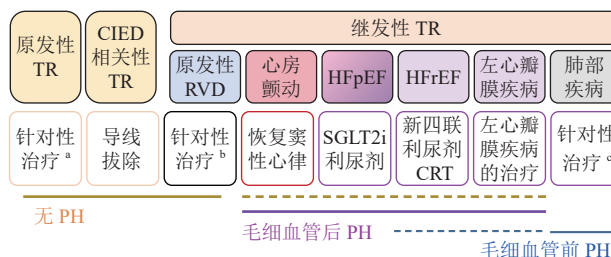 原发性
TR
CIED
相关性
TR
继发性 TR
原发性
RVD
心房
颤动
HFpEF
HFrEF
左心瓣
膜疾病
肺部
疾病
针对性
治疗 a
导线
拔除
针对性
治疗 b
恢复窦
性心律
SGLT2i
利尿剂
新四联
利尿剂
CRT
左心瓣
膜疾病
的治疗
针对性
治疗 c
无 PH
毛细血管后 PH
毛细血管前 PH